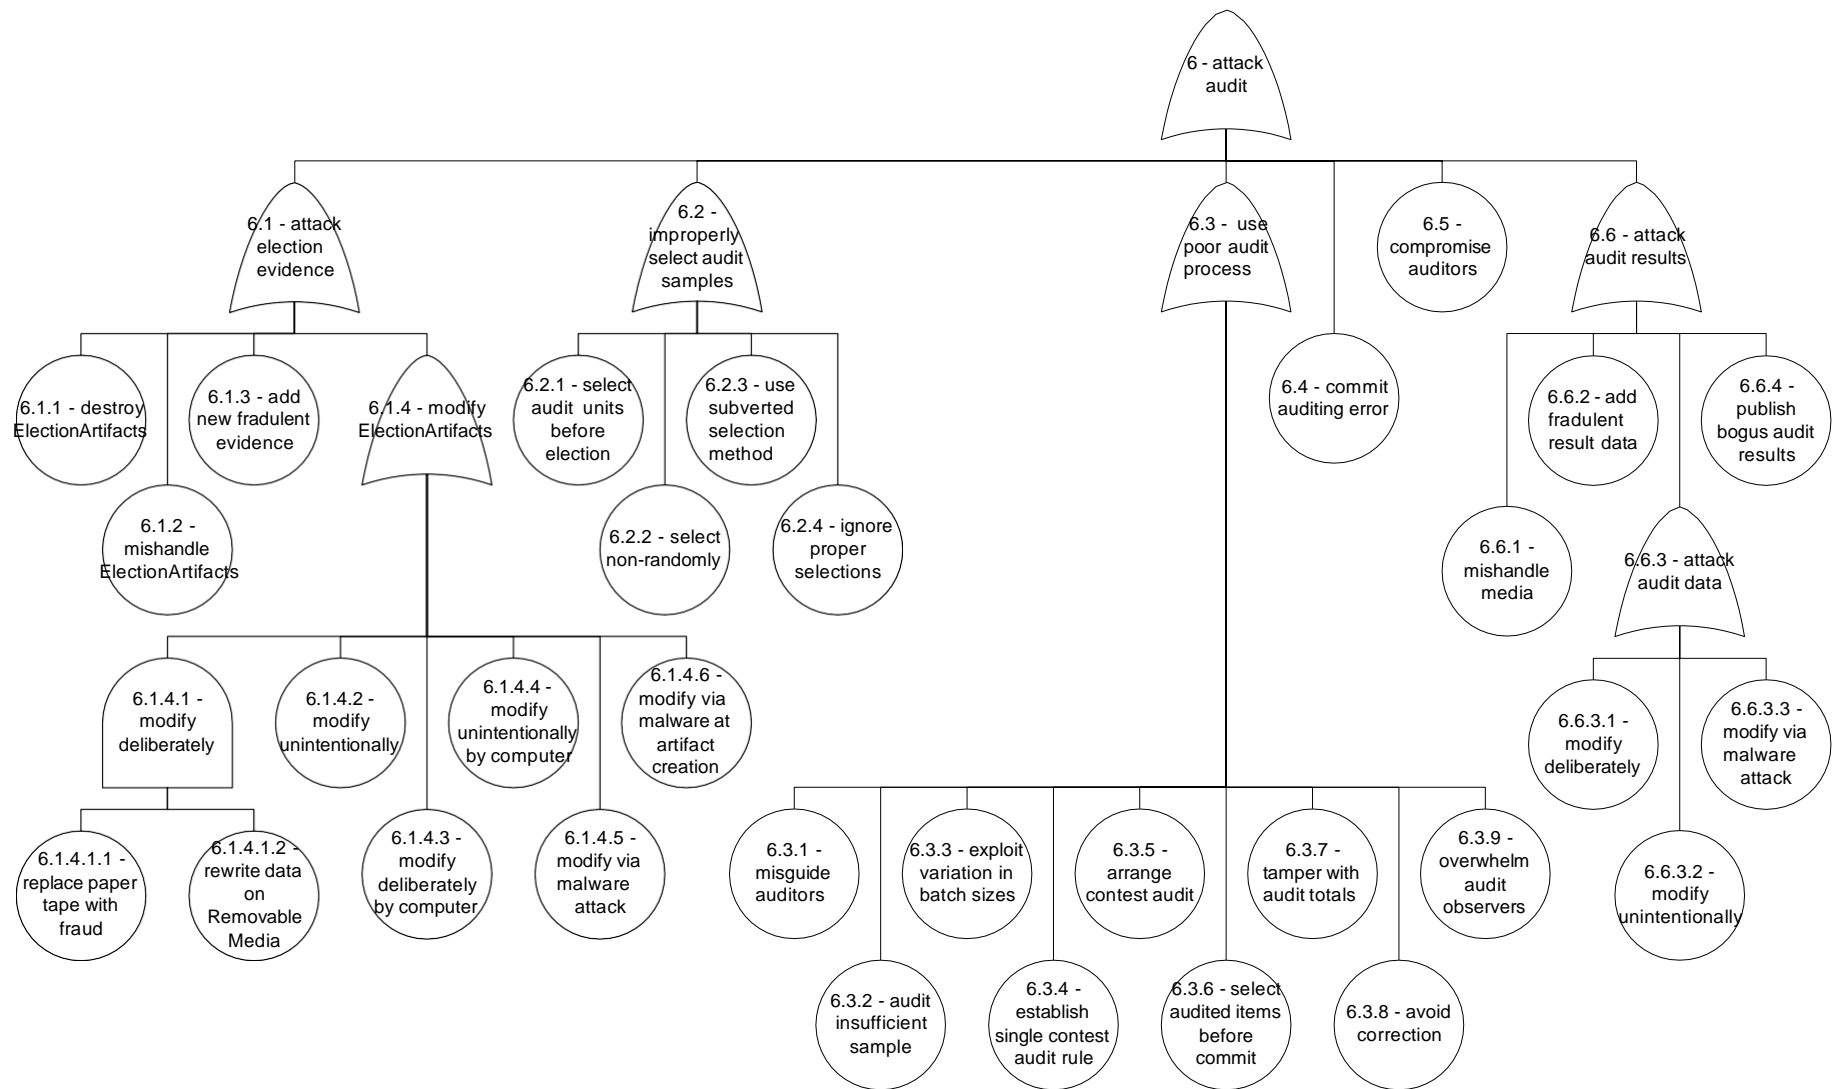 6 - attack
audit
6.1 - attack
election
evidence
6.2 -
improperly
select audit
samples
6.3 - use
poor audit
process
6.5 -
compromise
auditors
6.6 - attack
audit results
6.1.1 - destroy
ElectionArtifacts
6.1.3 - add
new fradulent
evidence
6.1.4 - modify
ElectionArtifacts
6.2.1 - select
audit units
before
election
6.2.3 - use
subverted
selection
method
6.4 - commit
auditing error
6.6.2 - add
fradulent
result data
6.6.4 -
publish
bogus audit
results
6.1.2 -
mishandle
ElectionArtifacts
6.2.2 - select
non-randomly
6.2.4 - ignore
proper
selections
6.6.1 -
mishandle
media
6.6.3 - attack
audit data
6.1.4.1 -
modify
deliberately
6.1.4.2 -
modify
unintentionally
6.1.4.4 -
modify
unintentionally
by computer
6.1.4.6 -
modify via
malware at
artifact
creation
6.6.3.1 -
modify
deliberately
6.6.3.3 -
modify via
malware
attack
6.1.4.1.1 -
replace paper
tape with
fraud
6.1.4.1.2 -
rewrite data
on
Removable
Media
6.1.4.3 -
modify
deliberately
by computer
6.1.4.5 -
modify via
malware
attack
6.3.1 -
misguide
auditors
6.3.3 - exploit
variation in
batch sizes
6.3.5 -
arrange
contest audit
6.3.7 -
tamper with
audit totals
6.3.9 -
overwhelm
audit
observers
6.6.3.2 -
modify
unintentionally
6.3.2 - audit
insufficient
sample
6.3.4 -
establish
single contest
audit rule
6.3.6 - select
audited items
before
commit
6.3.8 - avoid
correction